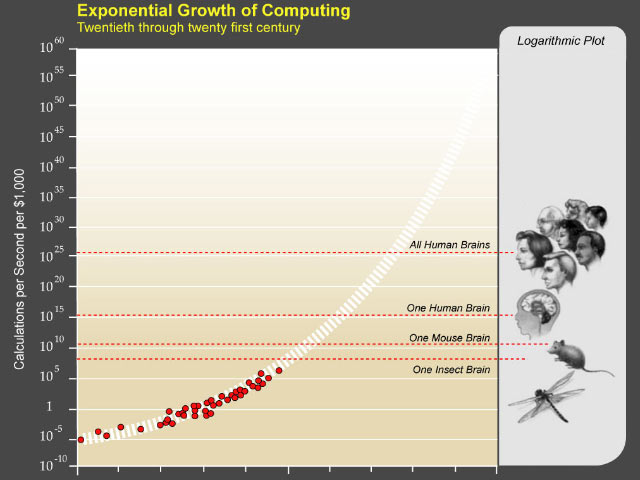 Exponential Growth of Computing
Twentieth through twenty first century
Logarithmic Plot
Calculations per Second per $1,000
10^60
10^55
10^50
10^45
10^40
10^35
10^30
10^25
10^20
10^15
10^10
10^5
1
10^-5
10^-10
All Human Brains
One Human Brain
One Mouse Brain
One Insect Brain